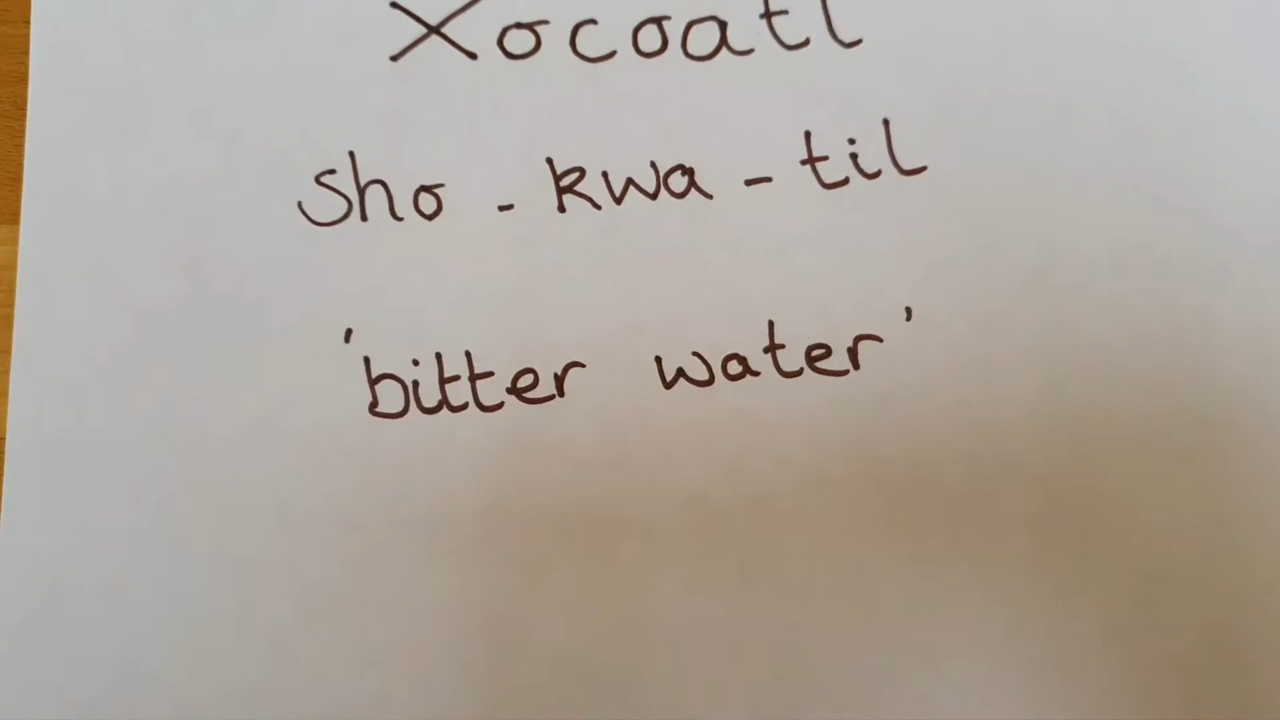 Xocoatl
Sho - kwa - til
'bitter water'